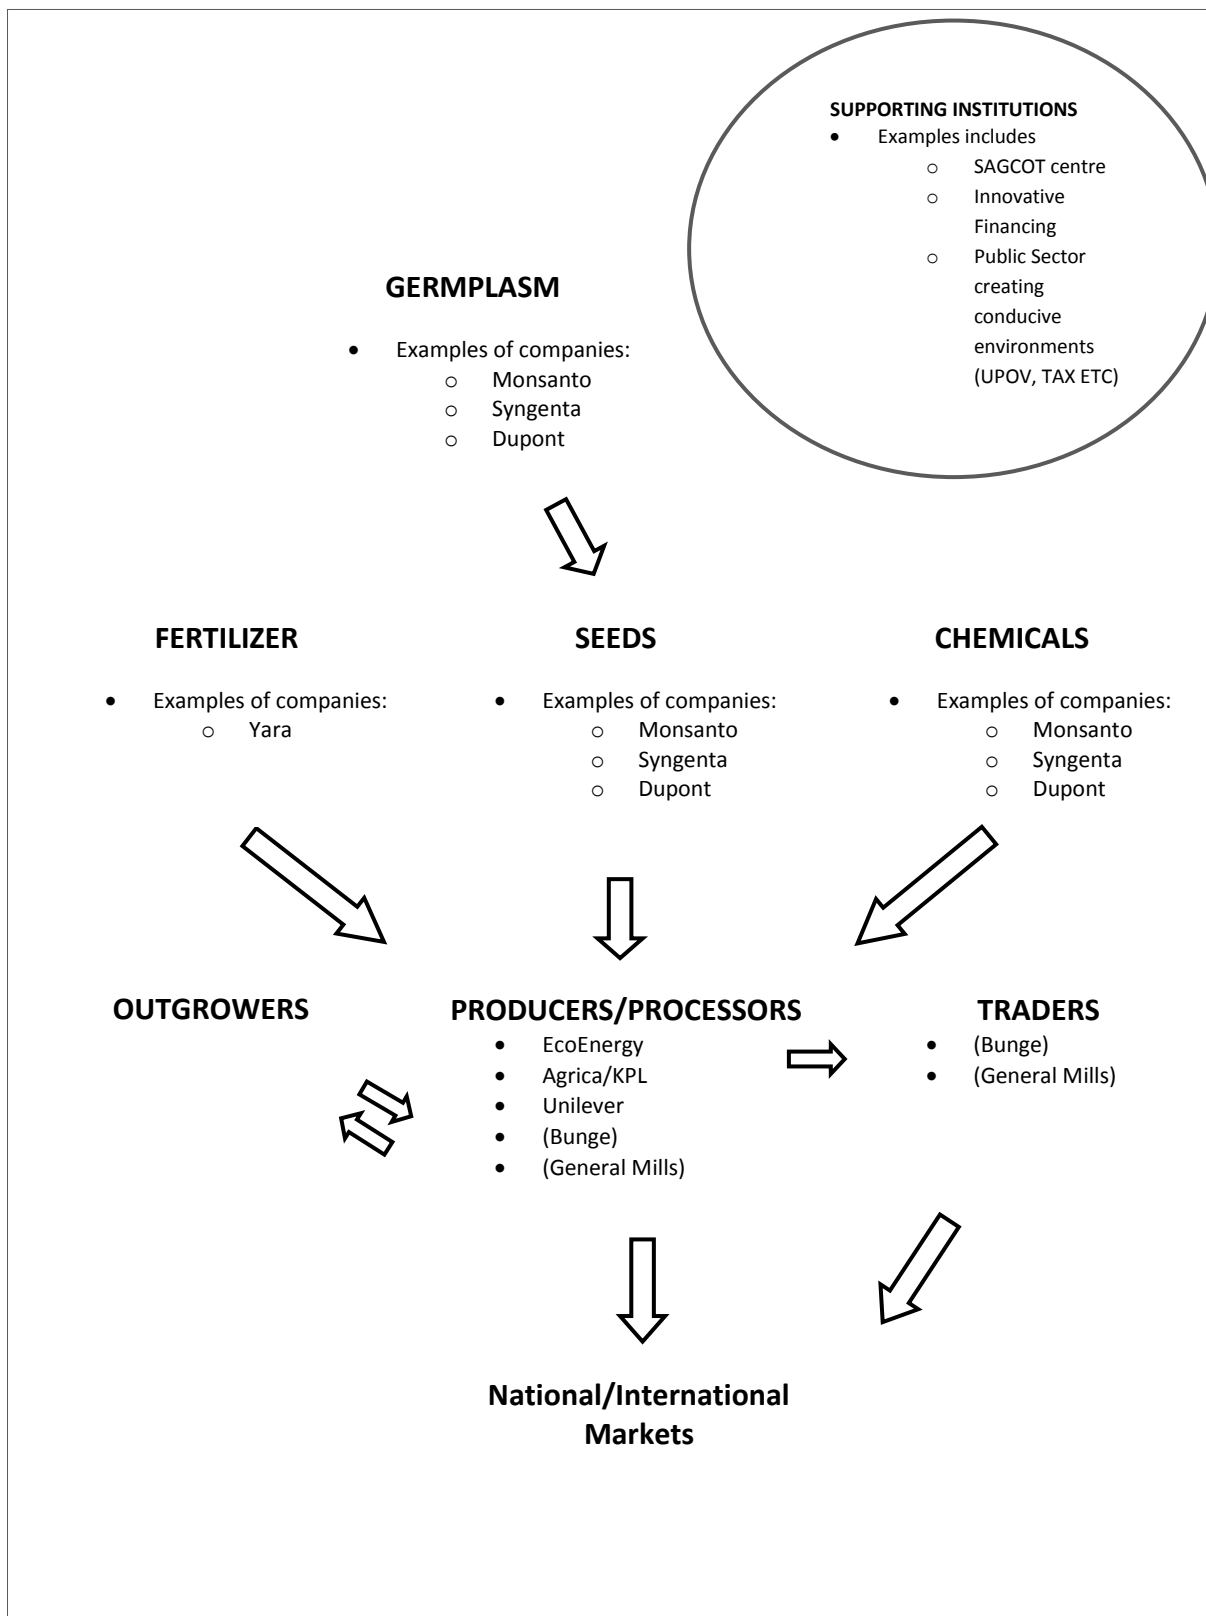 SUPPORTING INSTITUTIONS
• Examples includes
o SAGCOT centre
o Innovative
Financing
o Public Sector
creating
conducive
environments
(UPOV, TAX ETC)
GERMPLASM
• Examples of companies:
o Monsanto
o Syngenta
o Dupont
FERTILIZER
• Examples of companies:
o Yara
SEEDS
• Examples of companies:
o Monsanto
o Syngenta
o Dupont
CHEMICALS
• Examples of companies:
o Monsanto
o Syngenta
o Dupont
OUTGROWERS
PRODUCERS/PROCESSORS
• EcoEnergy
• Agrica/KPL
• Unilever
• (Bunge)
• (General Mills)
TRADERS
• (Bunge)
• (General Mills)
National/International
Markets